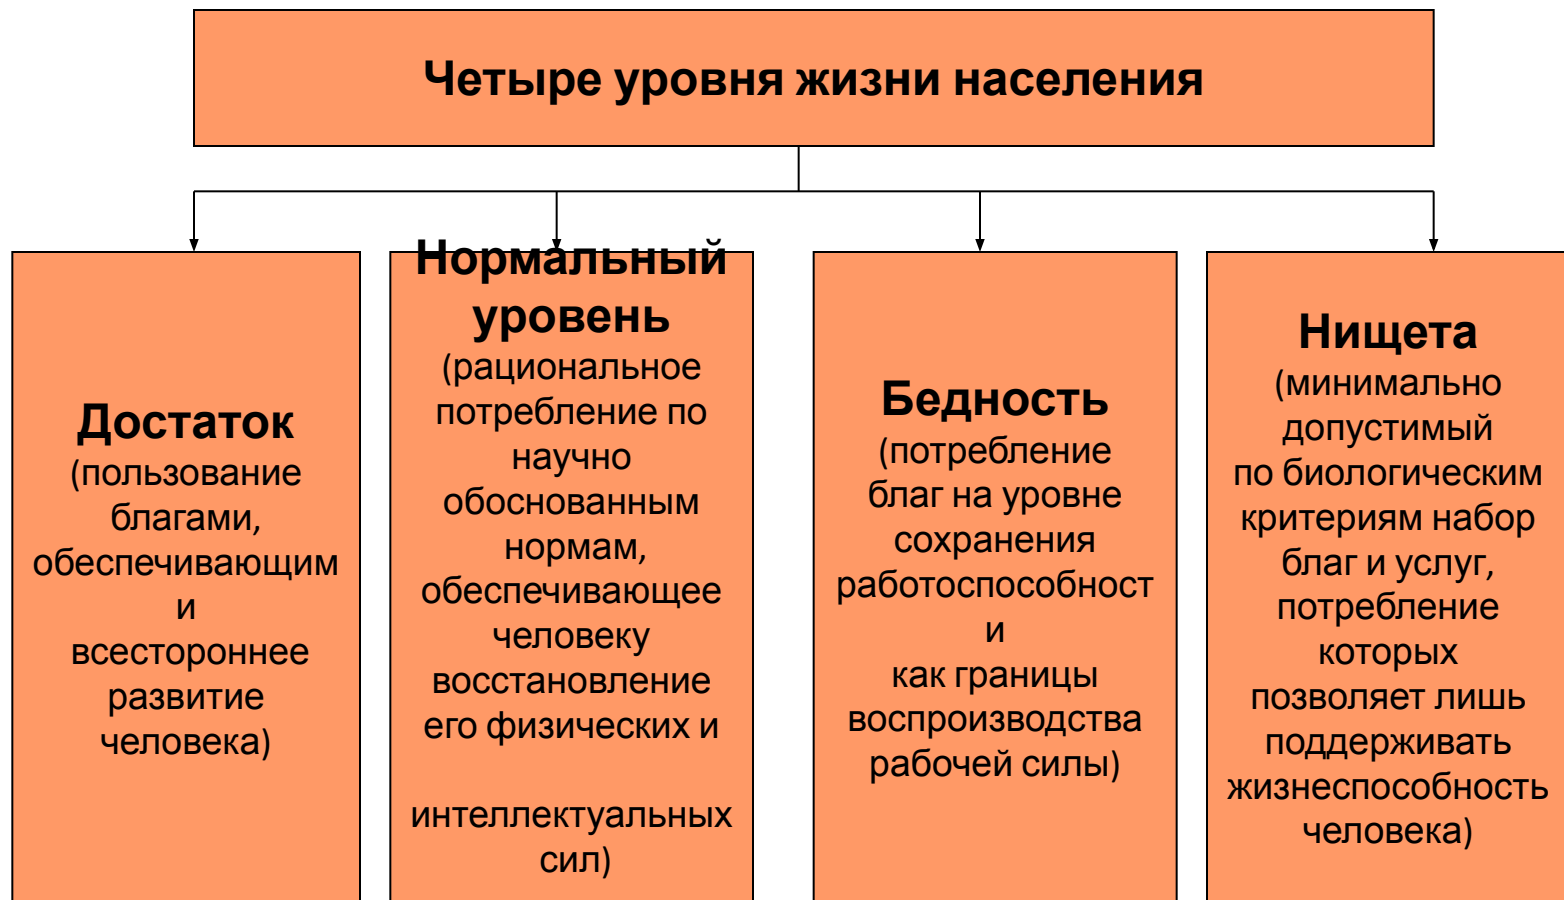 Четыре уровня жизни населения
Достаток
(пользование
благами,
обеспечивающим
и
всестороннее
развитие
человека)
Нормальный
уровень
(рациональное
потребление по
научно
обоснованным
нормам,
обеспечивающее
человеку
восстановление
его физических и
интеллектуальных
сил)
Бедность
(потребление
благ на уровне
сохранения
работоспособност
и
как границы
воспроизводства
рабочей силы)
Нищета
(минимально
допустимый
по биологическим
критериям набор
благ и услуг,
потребление
которых
позволяет лишь
поддерживать
жизнеспособность
человека)